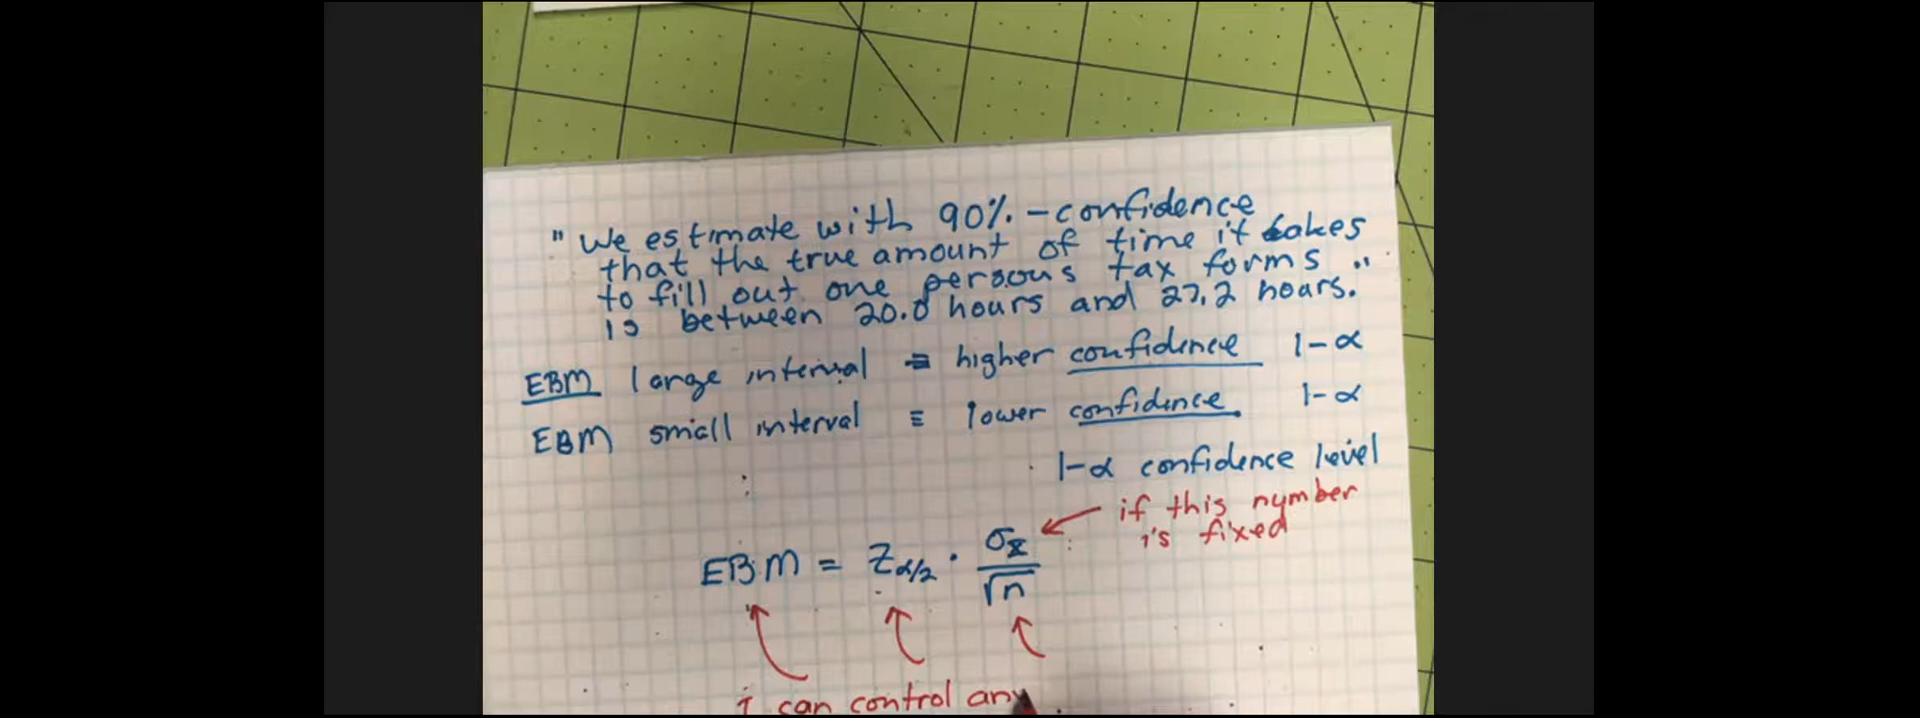 " We estimate with 90% - confidence
that the true amount of time it takes
to fill out one persons tax forms "
is between 20.0 hours and 27.2 hours.
EBM large interval = higher confidence 1-α
EBM small interval ≡ lower confidence. 1-α
1-α confidence level
if this number
is fixed
EBM = Z_{α/2} · σ_x / √n
I can control any